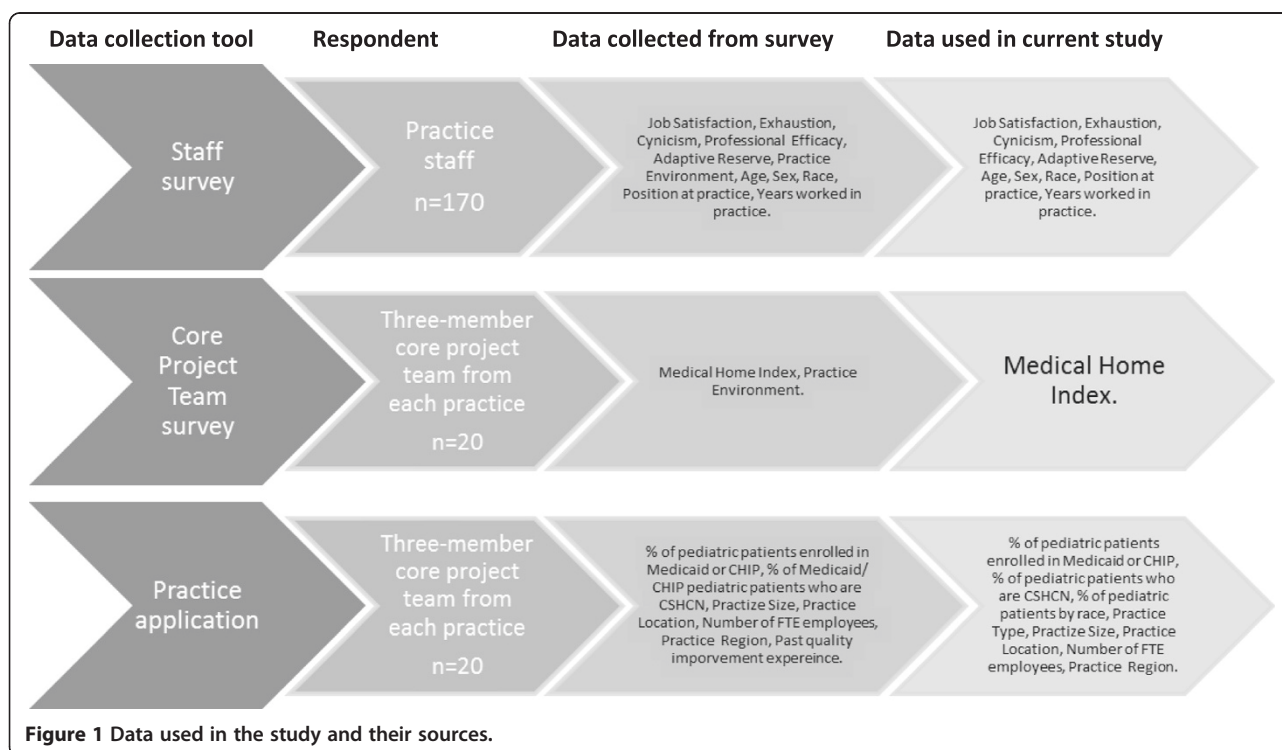 Data collection tool
Respondent
Data collected from survey
Data used in current study
Staff
survey
Practice
staff
n=170
Job Satisfaction, Exhaustion,
Cynicism, Professional Efficacy,
Adaptive Reserve, Practice
Environment, Age, Sex, Race,
Position at practice, Years worked in
practice.
Job Satisfaction, Exhaustion,
Cynicism, Professional
Efficacy, Adaptive Reserve,
Age, Sex, Race, Position at
practice, Years worked in
practice.
Core
Project
Team
survey
Three-member
core project
team from
each practice
n=20
Medical Home Index, Practice
Environment.
Medical Home
Index.
Practice
application
Three-member
core project
team from
each practice
n=20
% of pediatric patients enrolled in
Medicaid or CHIP, % of Medicaid/
CHIP pediatric patients who are
CSHCN, Practize Size, Practice
Location, Number of FTE employees,
Practice Region, Past quality
imporvement expereince.
% of pediatric patients
enrolled in Medicaid or CHIP,
% of pediatric patients who
are CSHCN, % of pediatric
patients by race, Practice
Type, Practize Size, Practice
Location, Number of FTE
employees, Practice Region.
Figure 1 Data used in the study and their sources.